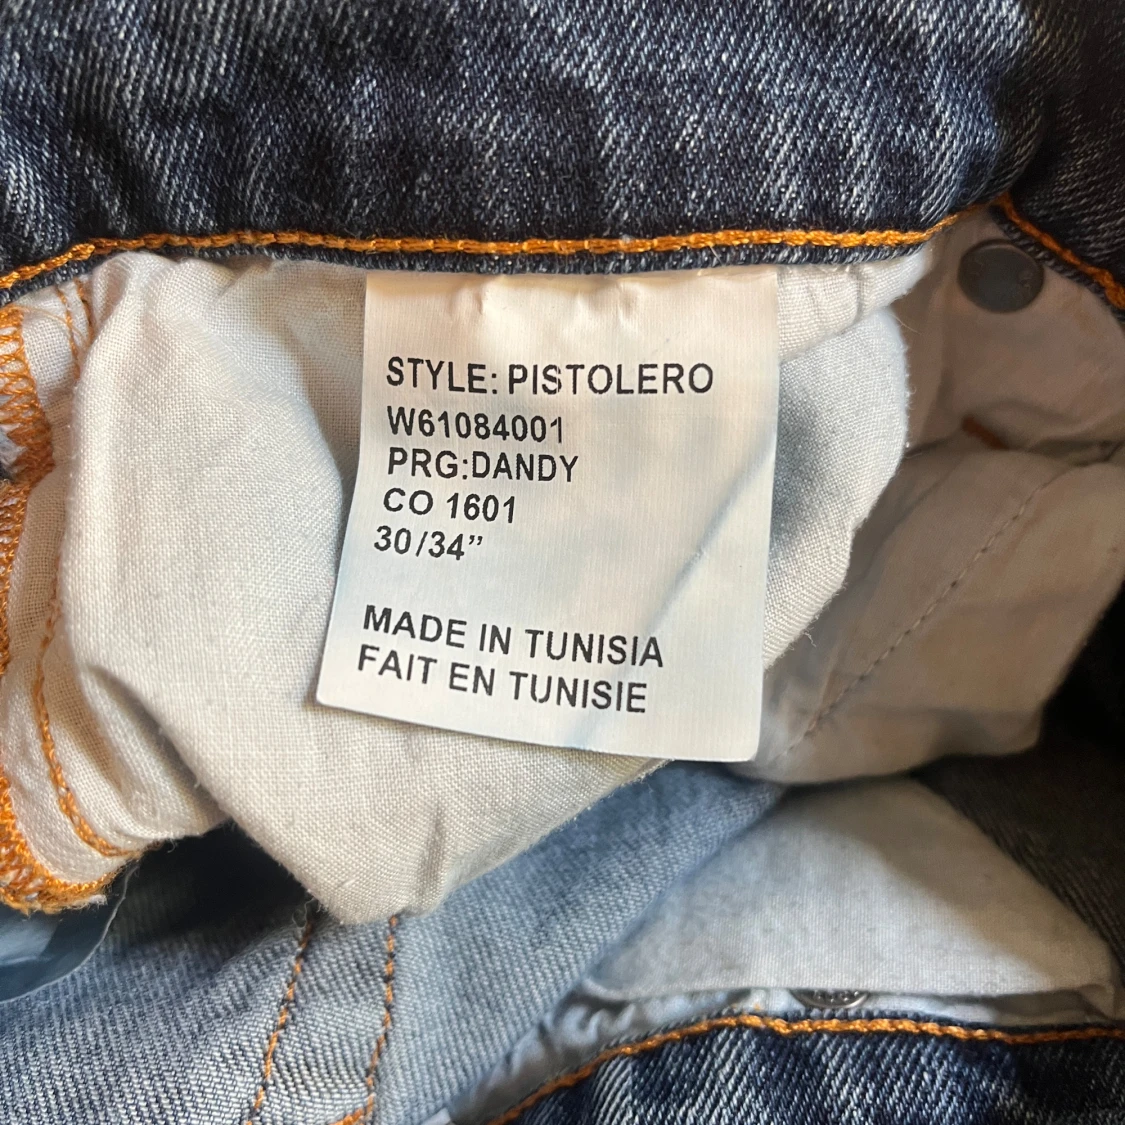 STYLE: PISTOLERO
W61084001
PRG:DANDY
CO 1601
30/34”
MADE IN TUNISIA
FAIT EN TUNISIE